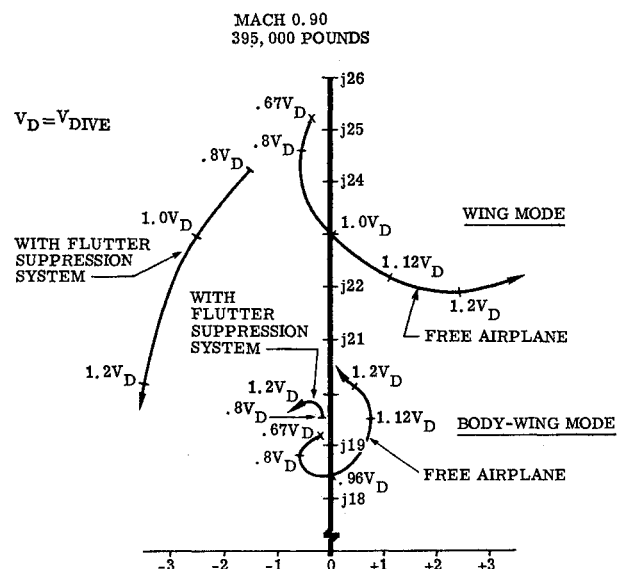 MACH 0.90
395,000 POUNDS
V_D = V_DIVE
j26
.67V_D
j25
.8V_D
.8V_D
j24
1.0V_D
1.0V_D
WING MODE
WITH FLUTTER
SUPPRESSION
SYSTEM
1.12V_D
j22
1.2V_D
WITH
FLUTTER
SUPPRESSION
SYSTEM
j21
FREE AIRPLANE
1.2V_D
1.2V_D
1.2V_D
.8V_D
1.12V_D
BODY-WING MODE
.67V_D
j19
.8V_D
.96V_D
FREE AIRPLANE
j18
-3 -2 -1 0 +1 +2 +3